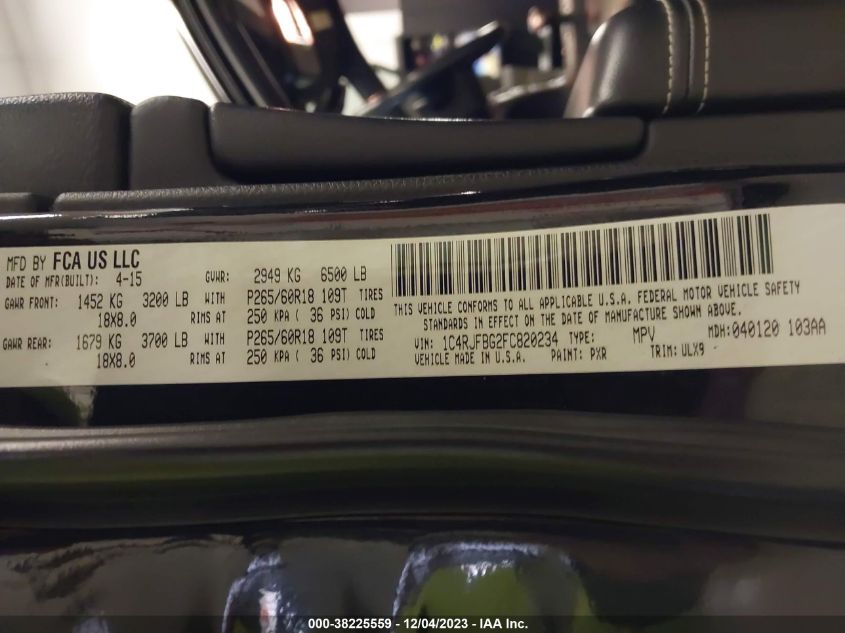 MFD BY FCA US LLC
DATE OF MFR(BUILT): 4-15 GVWR: 2949 KG 6500 LB
GAWR FRONT: 1452 KG 3200 LB WITH P265/60R18 109T TIRES
18X8.0 RIMS AT 250 KPA ( 36 PSI) COLD
GAWR REAR: 1679 KG 3700 LB WITH P265/60R18 109T TIRES
18X8.0 RIMS AT 250 KPA ( 36 PSI) COLD
THIS VEHICLE CONFORMS TO ALL APPLICABLE U.S.A. FEDERAL MOTOR VEHICLE SAFETY
STANDARDS IN EFFECT ON THE DATE OF MANUFACTURE SHOWN ABOVE.
VIN: 1C4RJFBG2FC820234 TYPE: MPV MDH: 040120 103AA
VEHICLE MADE IN U.S.A. PAINT: PXR TRIM: ULX9
000-38225559 - 12/04/2023 - IAA Inc.